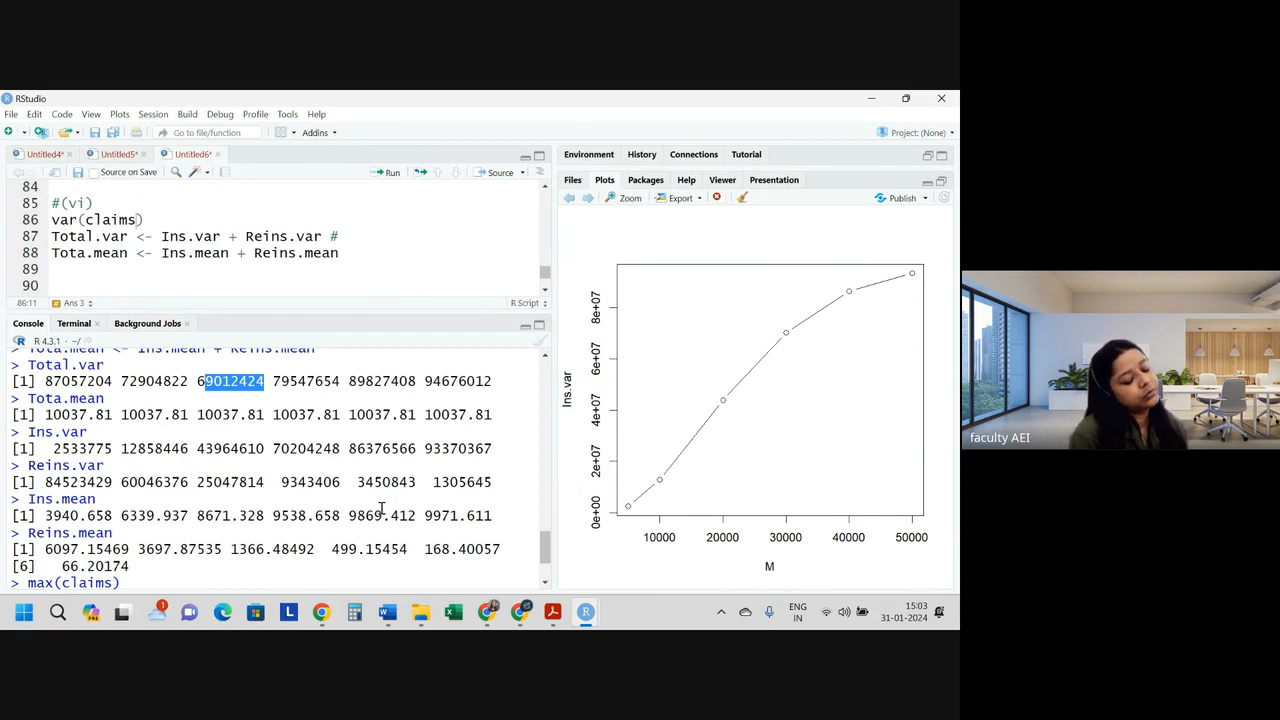 RStudio
File Edit Code View Plots Session Build Debug Profile Tools Help
Go to file/function
Addins
Project: (None)
Untitled4*
Untitled5*
Untitled6*
Source on Save
Run
Source
84
85 #(vi)
86 var(claims)
87 Total.var <- Ins.var + Reins.var #
88 Tota.mean <- Ins.mean + Reins.mean
89
90
86:11
Ans 3
R Script
Console Terminal Background Jobs
R 4.3.1 · ~/
> Tota.mean <- Ins.mean + Reins.mean
> Total.var
[1] 87057204 72904822 69012424 79547654 89827408 94676012
> Tota.mean
[1] 10037.81 10037.81 10037.81 10037.81 10037.81 10037.81
> Ins.var
[1] 2533775 12858446 43964610 70204248 86376566 93370367
> Reins.var
[1] 84523429 60046376 25047814 9343406 3450843 1305645
> Ins.mean
[1] 3940.658 6339.937 8671.328 9538.658 9869.412 9971.611
> Reins.mean
[1] 6097.15469 3697.87535 1366.48492 499.15454 168.40057
[6] 66.20174
> max(claims)
Environment History Connections Tutorial
Files Plots Packages Help Viewer Presentation
Zoom
Export
Publish
Ins.var
8e+07
6e+07
4e+07
2e+07
0e+00
10000 20000 30000 40000 50000
M
faculty AEI
1
PRE
L
ENG
IN
15:03
31-01-2024